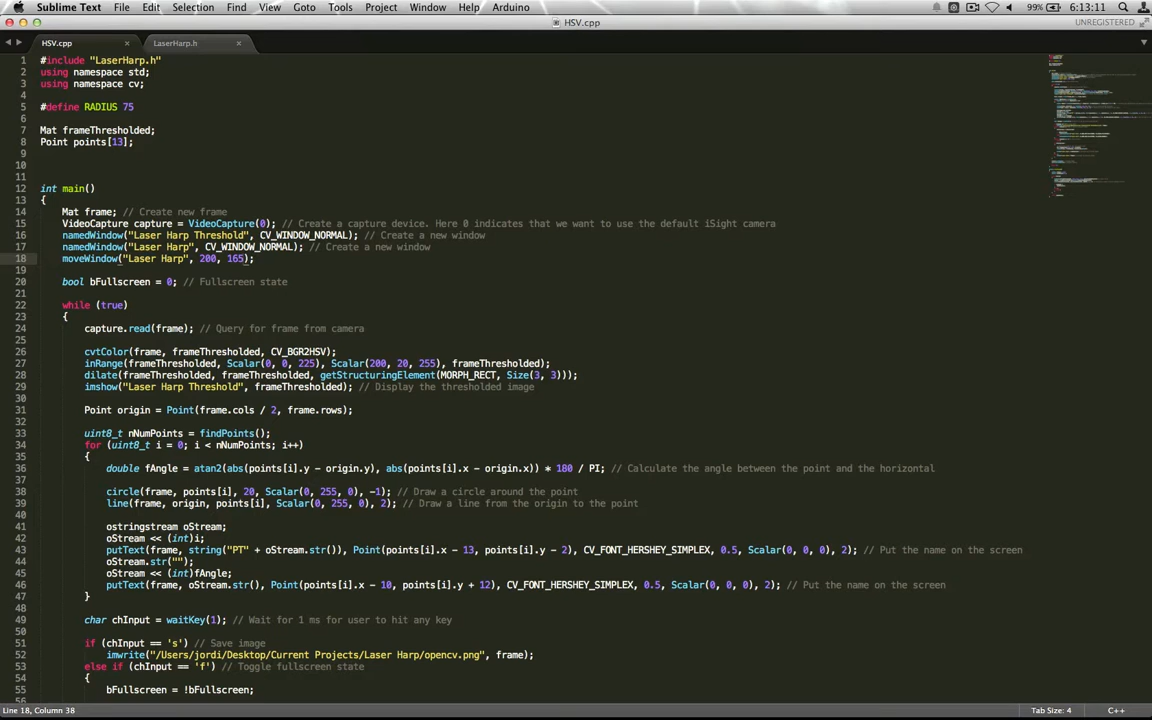 Sublime Text File Edit Selection Find View Goto Tools Project Window Help Arduino 99% 6:13:11
HSV.cpp UNREGISTERED
HSV.cpp × LaserHarp.h ×
1 #include "LaserHarp.h"
2 using namespace std;
3 using namespace cv;
4
5 #define RADIUS 75
6
7 Mat frameThresholded;
8 Point points[13];
9
10
11
12 int main()
13 {
14 Mat frame; // Create new frame
15 VideoCapture capture = VideoCapture(0); // Create a capture device. Here 0 indicates that we want to use the default iSight camera
16 namedWindow("Laser Harp Threshold", CV_WINDOW_NORMAL); // Create a new window
17 namedWindow("Laser Harp", CV_WINDOW_NORMAL); // Create a new window
18 moveWindow("Laser Harp", 200, 165);
19
20 bool bFullscreen = 0; // Fullscreen state
21
22 while (true)
23 {
24 capture.read(frame); // Query for frame from camera
25
26 cvtColor(frame, frameThresholded, CV_BGR2HSV);
27 inRange(frameThresholded, Scalar(0, 0, 225), Scalar(200, 20, 255), frameThresholded);
28 dilate(frameThresholded, frameThresholded, getStructuringElement(MORPH_RECT, Size(3, 3)));
29 imshow("Laser Harp Threshold", frameThresholded); // Display the thresholded image
30
31 Point origin = Point(frame.cols / 2, frame.rows);
32
33 uint8_t nNumPoints = findPoints();
34 for (uint8_t i = 0; i < nNumPoints; i++)
35 {
36 double fAngle = atan2(abs(points[i].y - origin.y), abs(points[i].x - origin.x)) * 180 / PI; // Calculate the angle between the point and the horizontal
37
38 circle(frame, points[i], 20, Scalar(0, 255, 0), -1); // Draw a circle around the point
39 line(frame, origin, points[i], Scalar(0, 255, 0), 2); // Draw a line from the origin to the point
40
41 ostringstream oStream;
42 oStream << (int)i;
43 putText(frame, string("PT" + oStream.str()), Point(points[i].x - 13, points[i].y - 2), CV_FONT_HERSHEY_SIMPLEX, 0.5, Scalar(0, 0, 0), 2); // Put the name on the screen
44 oStream.str("");
45 oStream << (int)fAngle;
46 putText(frame, oStream.str(), Point(points[i].x - 10, points[i].y + 12), CV_FONT_HERSHEY_SIMPLEX, 0.5, Scalar(0, 0, 0), 2); // Put the name on the screen
47 }
48
49 char chInput = waitKey(1); // Wait for 1 ms for user to hit any key
50
51 if (chInput == 's') // Save image
52 imwrite("/Users/jordi/Desktop/Current Projects/Laser Harp/opencv.png", frame);
53 else if (chInput == 'f') // Toggle fullscreen state
54 {
55 bFullscreen = !bFullscreen;
56
Line 18, Column 38 Tab Size: 4 C++